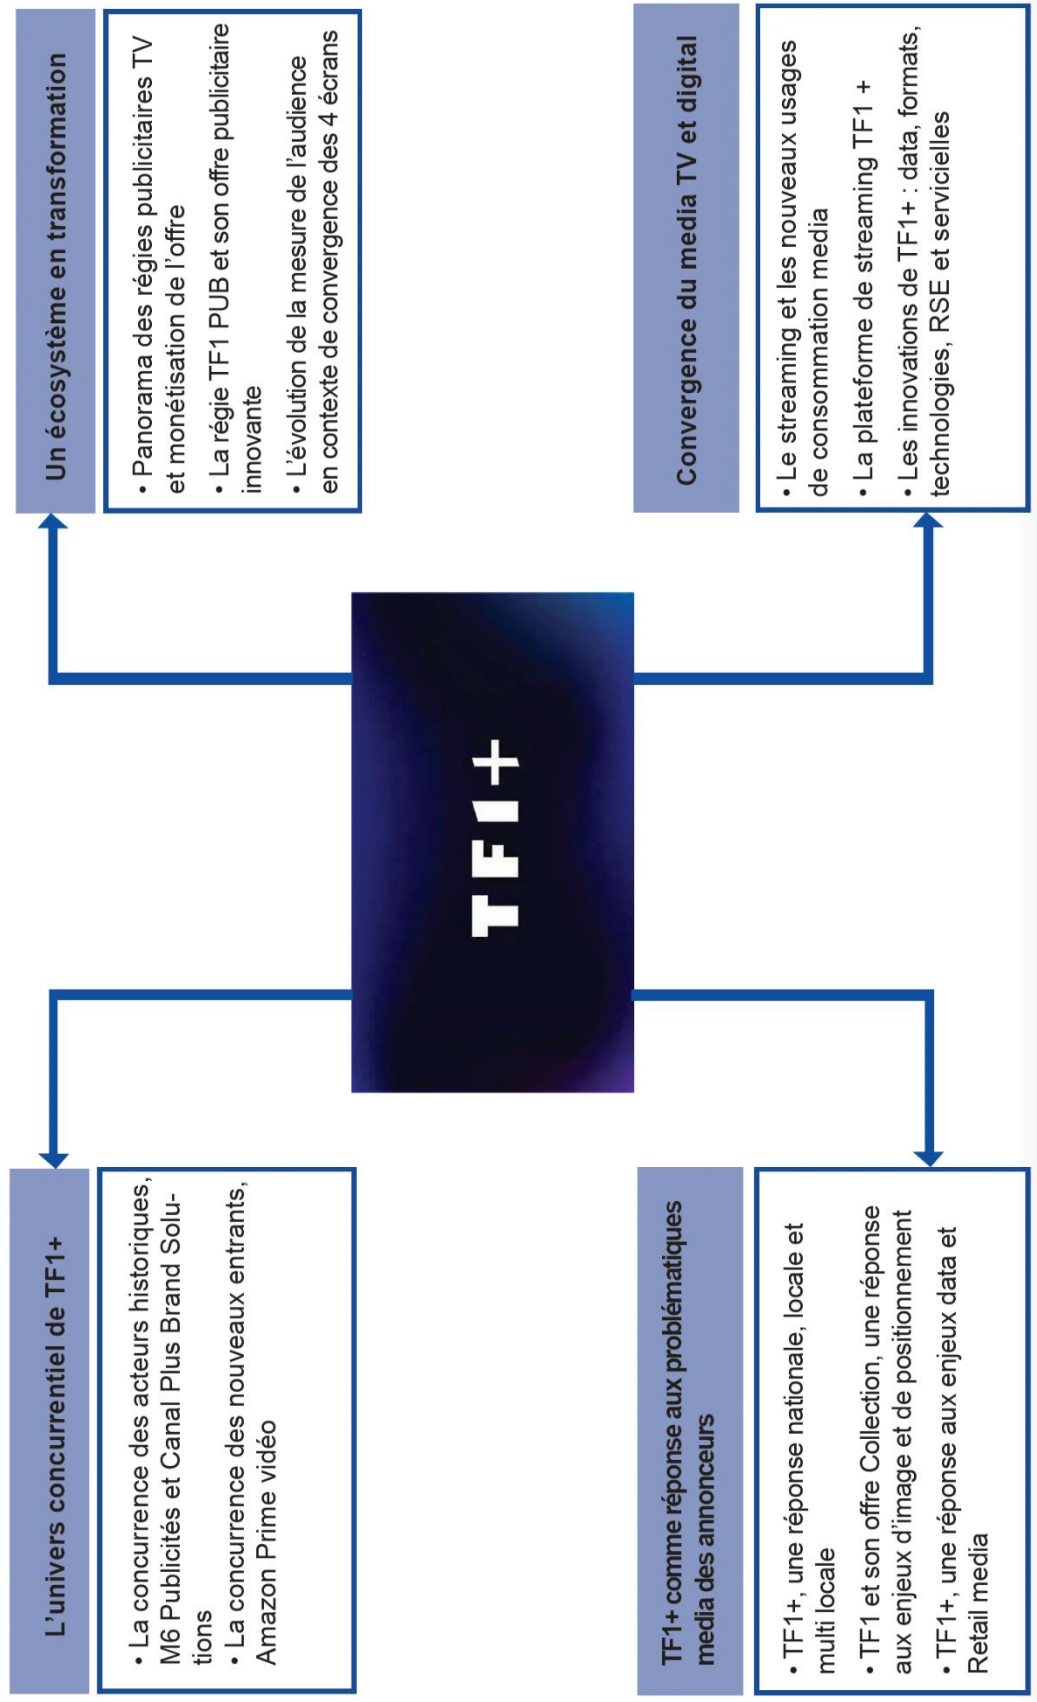 L'univers concurrentiel de TF1+
• La concurrence des acteurs historiques,
M6 Publicités et Canal Plus Brand Solu-
tions
• La concurrence des nouveaux entrants,
Amazon Prime vidéo
Un écosystème en transformation
• Panorama des régies publicitaires TV
et monétisation de l'offre
• La régie TF1 PUB et son offre publicitaire
innovante
• L'évolution de la mesure de l'audience
en contexte de convergence des 4 écrans
TF1+
TF1+ comme réponse aux problématiques
media des annonceurs
• TF1+, une réponse nationale, locale et
multi locale
• TF1 et son offre Collection, une réponse
aux enjeux d'image et de positionnement
• TF1+, une réponse aux enjeux data et
Retail media
Convergence du media TV et digital
• Le streaming et les nouveaux usages
de consommation media
• La plateforme de streaming TF1 +
• Les innovations de TF1+ : data, formats,
technologies, RSE et servicielles